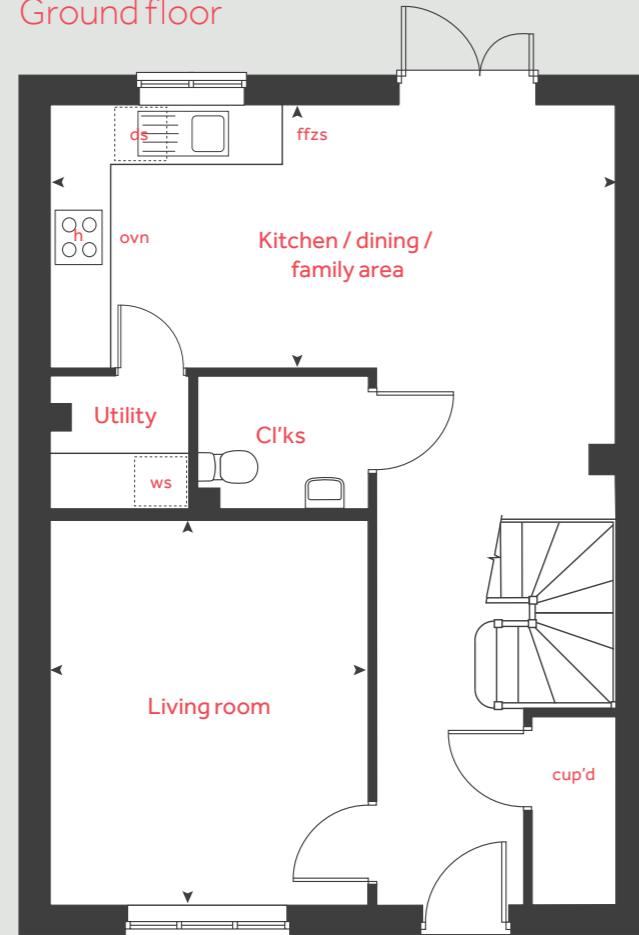 Ground floor
ds
ffzs
h
ovn
Kitchen / dining /
family area
Utility
Cl'ks
ws
Living room
cup'd